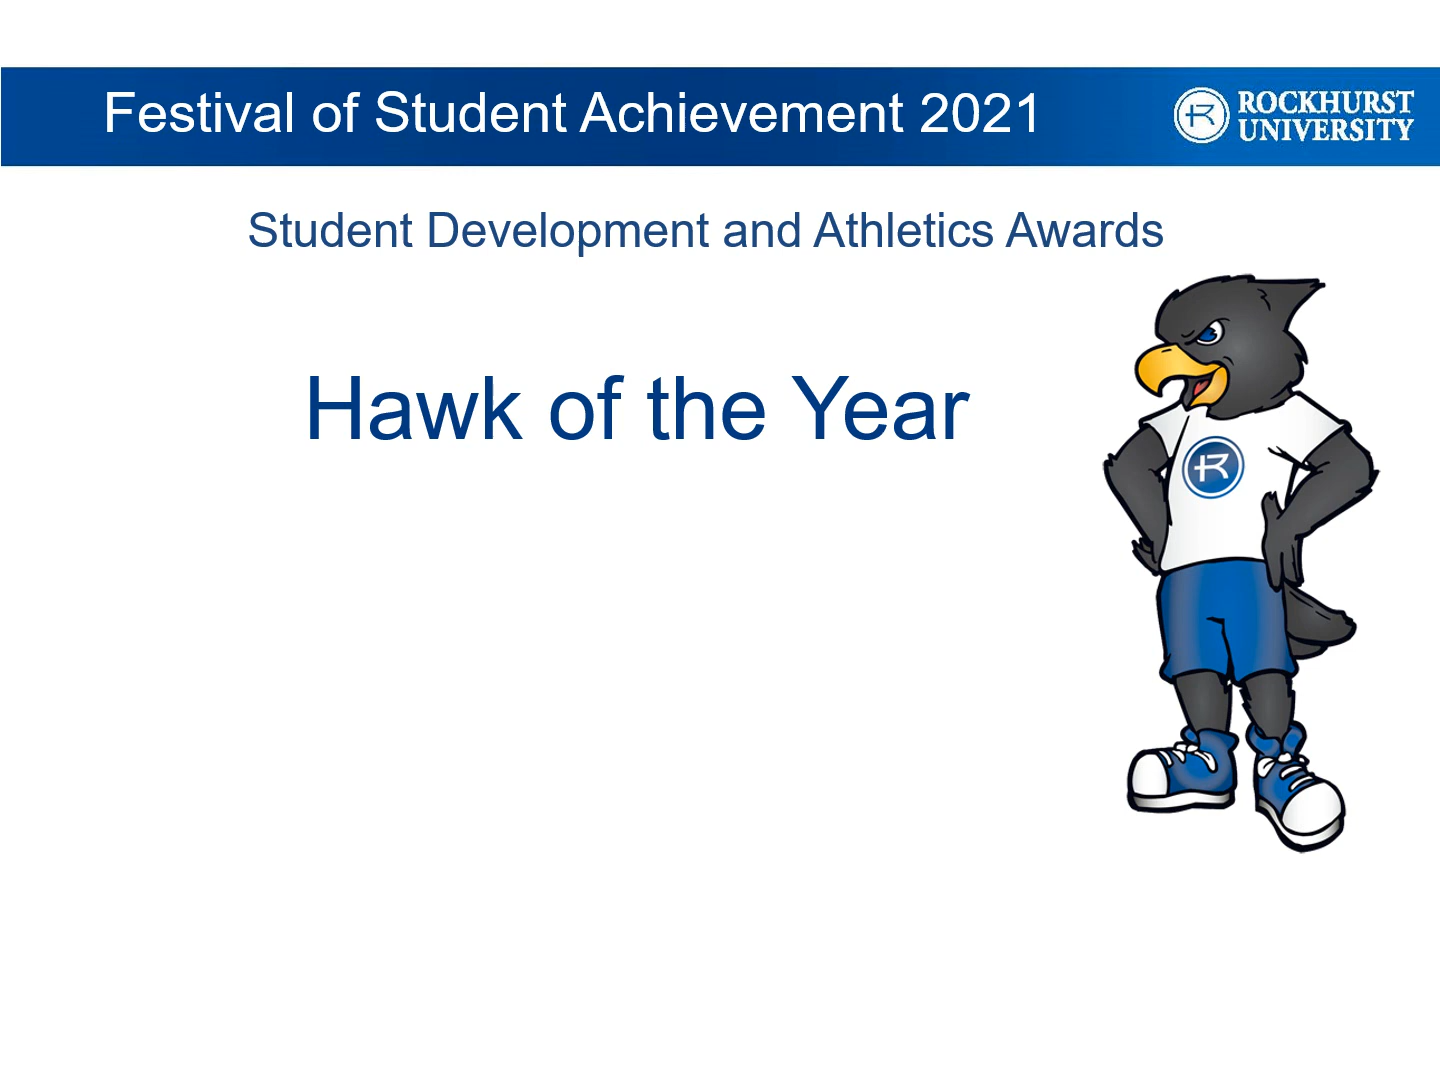 Festival of Student Achievement 2021
ROCKHURST
UNIVERSITY
Student Development and Athletics Awards
Hawk of the Year